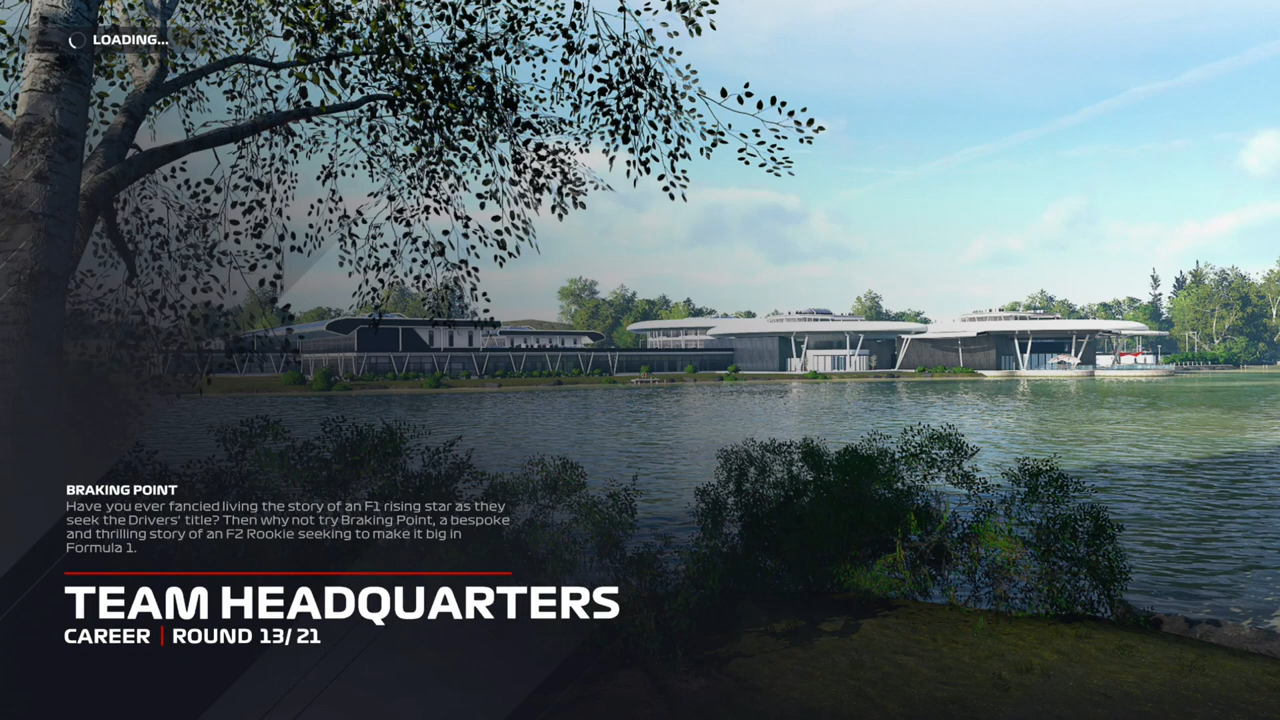 LOADING...
BRAKING POINT
Have you ever fancied living the story of an F1 rising star as they
seek the Drivers' title? Then why not try Braking Point, a bespoke
and thrilling story of an F2 Rookie seeking to make it big in
Formula 1.
TEAM HEADQUARTERS
CAREER | ROUND 13/21